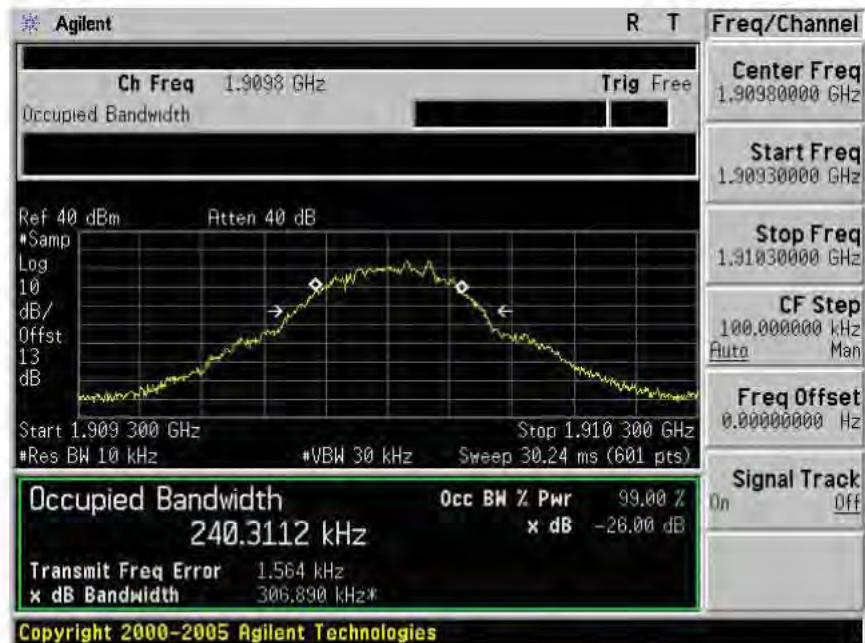 Agilent R T Freq/Channel
Ch Freq 1.9098 GHz Trig Free
Occupied Bandwidth
Center Freq
1.90980000 GHz
Start Freq
1.90930000 GHz
Stop Freq
1.91030000 GHz
CF Step
100.000000 kHz
Auto Man
Freq Offset
0.00000000 Hz
Signal Track
On Off
Ref 40 dBm Atten 40 dB
#Samp
Log
10
dB/
Offst
13
dB
Start 1.909 300 GHz Stop 1.910 300 GHz
#Res BW 10 kHz #VBW 30 kHz Sweep 30.24 ms (601 pts)
Occupied Bandwidth Occ BW % Pwr 99.00 %
240.3112 kHz x dB -26.00 dB
Transmit Freq Error 1.564 kHz
x dB Bandwidth 306.890 kHz*
Copyright 2000-2005 Agilent Technologies